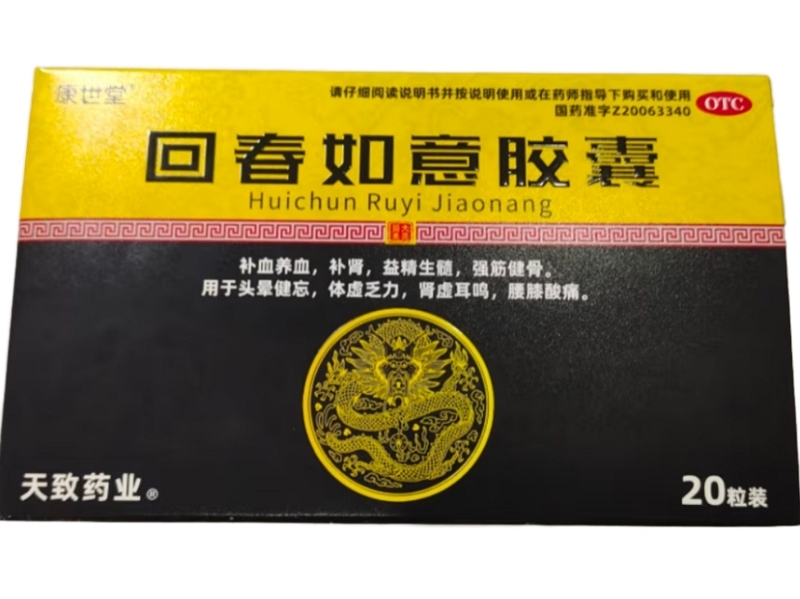 康世堂
请仔细阅读说明书并按说明使用或在药师指导下购买和使用
国药准字Z20063340
OTC
回春如意胶囊
Huichun Ruyi Jiaonang
补血养血，补肾，益精生髓，强筋健骨。
用于头晕健忘，体虚乏力，肾虚耳鸣，腰膝酸痛。
天致药业®
20粒装